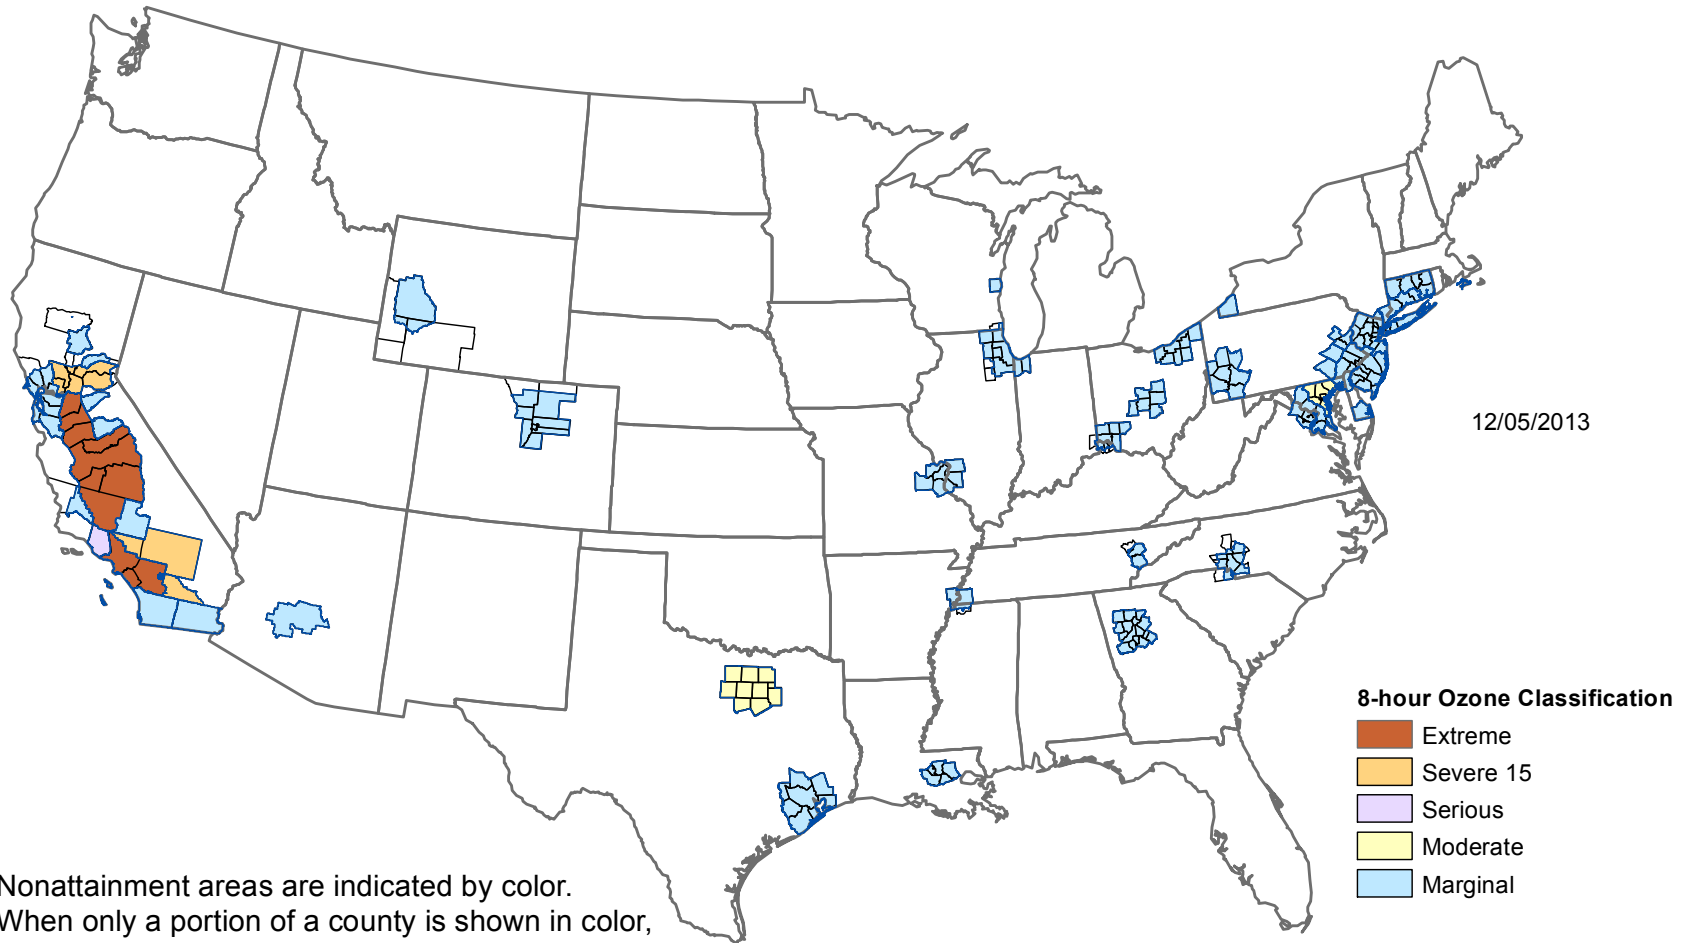 12/05/2013
8-hour Ozone Classification
Extreme
Severe 15
Serious
Moderate
Marginal
Nonattainment areas are indicated by color.
When only a portion of a county is shown in color,